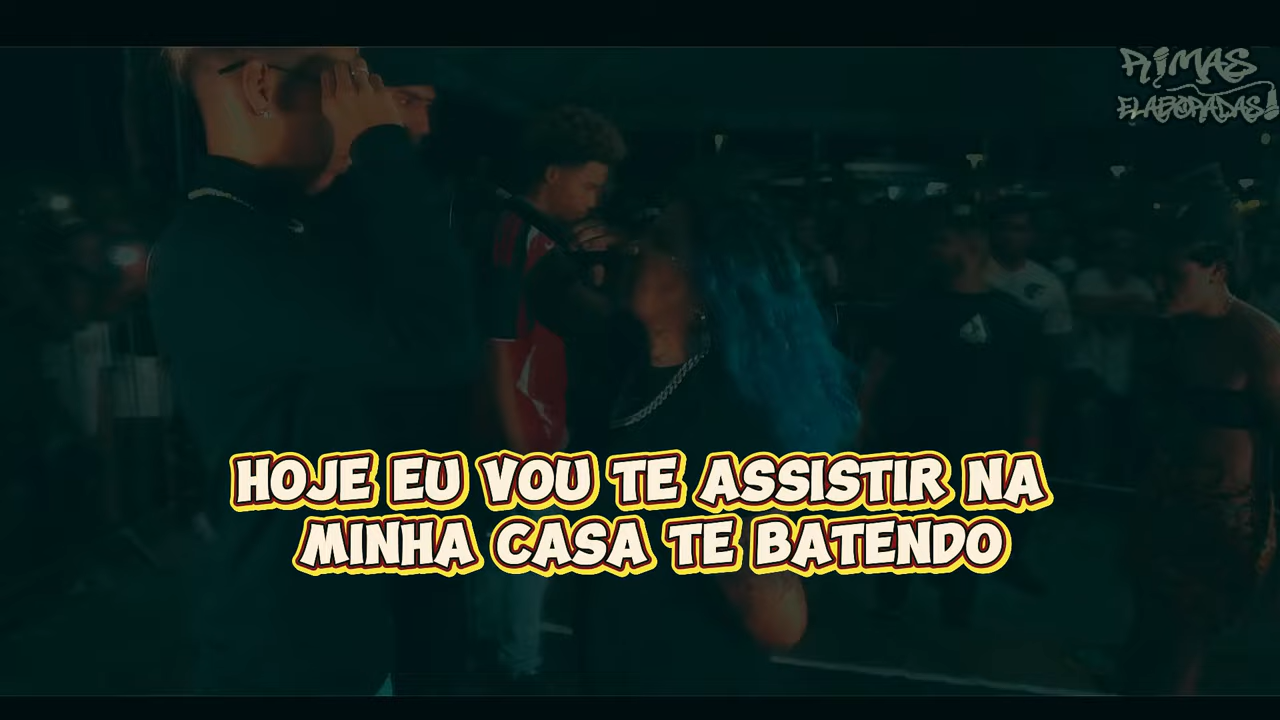 RIMAS
ELABORADAS!
HOJE EU VOU TE ASSISTIR NA
MINHA CASA TE BATENDO